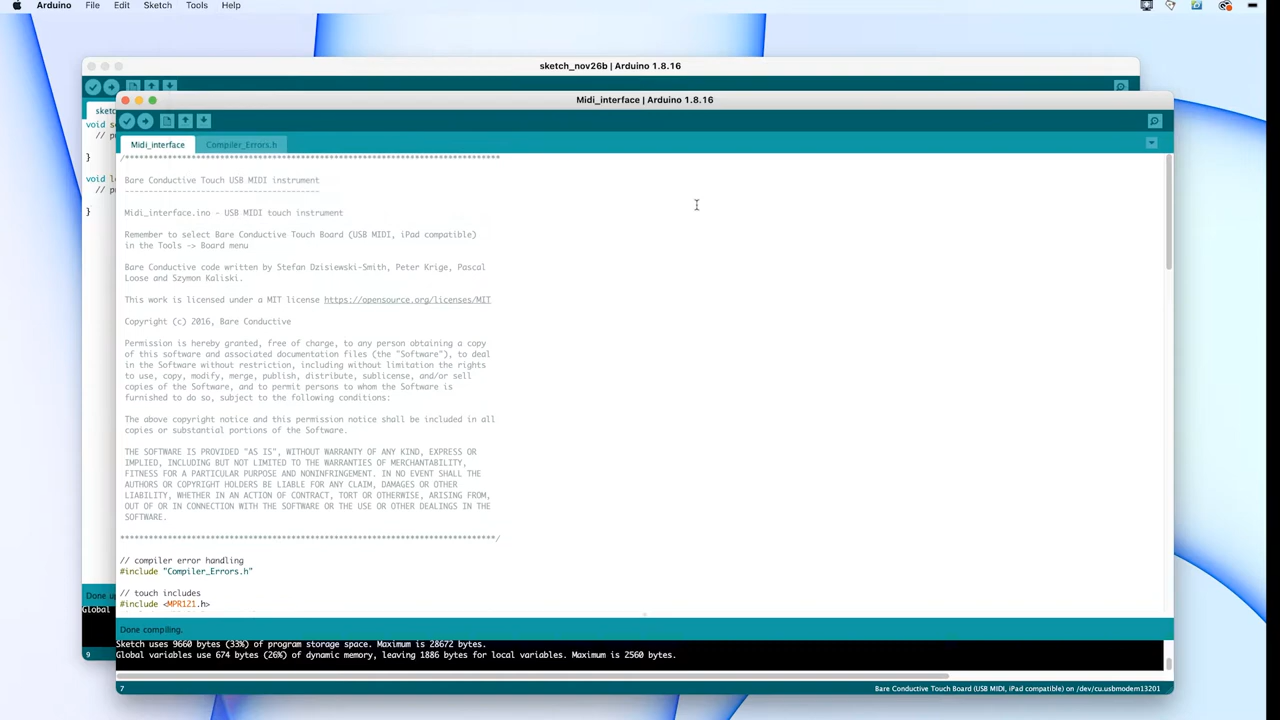 Arduino File Edit Sketch Tools Help
sketch_nov26b | Arduino 1.8.16
Midi_interface | Arduino 1.8.16
Midi_interface Compiler_Errors.h
/******************************************************************************
Bare Conductive Touch USB MIDI instrument
----------------------------------------
Midi_interface.ino - USB MIDI touch instrument
Remember to select Bare Conductive Touch Board (USB MIDI, iPad compatible)
in the Tools -> Board menu
Bare Conductive code written by Stefan Dzisiewski-Smith, Peter Krige, Pascal
Loose and Szymon Kaliski.
This work is licensed under a MIT license https://opensource.org/licenses/MIT
Copyright (c) 2016, Bare Conductive
Permission is hereby granted, free of charge, to any person obtaining a copy
of this software and associated documentation files (the "Software"), to deal
in the Software without restriction, including without limitation the rights
to use, copy, modify, merge, publish, distribute, sublicense, and/or sell
copies of the Software, and to permit persons to whom the Software is
furnished to do so, subject to the following conditions:
The above copyright notice and this permission notice shall be included in all
copies or substantial portions of the Software.
THE SOFTWARE IS PROVIDED "AS IS", WITHOUT WARRANTY OF ANY KIND, EXPRESS OR
IMPLIED, INCLUDING BUT NOT LIMITED TO THE WARRANTIES OF MERCHANTABILITY,
FITNESS FOR A PARTICULAR PURPOSE AND NONINFRINGEMENT. IN NO EVENT SHALL THE
AUTHORS OR COPYRIGHT HOLDERS BE LIABLE FOR ANY CLAIM, DAMAGES OR OTHER
LIABILITY, WHETHER IN AN ACTION OF CONTRACT, TORT OR OTHERWISE, ARISING FROM,
OUT OF OR IN CONNECTION WITH THE SOFTWARE OR THE USE OR OTHER DEALINGS IN THE
SOFTWARE.
*******************************************************************************/
// compiler error handling
#include "Compiler_Errors.h"
// touch includes
#include <MPR121.h>
Done compiling.
Sketch uses 9660 bytes (33%) of program storage space. Maximum is 28672 bytes.
Global variables use 674 bytes (26%) of dynamic memory, leaving 1886 bytes for local variables. Maximum is 2560 bytes.
7 Bare Conductive Touch Board (USB MIDI, iPad compatible) on /dev/cu.usbmodem13201
void
//
}
void
//
}
Global
9